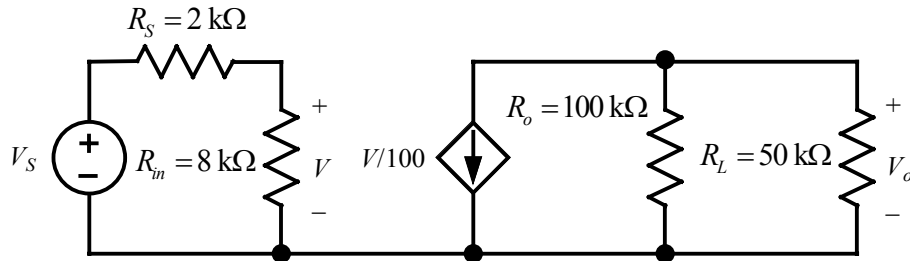 R_S = 2 kΩ
+
R_o = 100 kΩ
+
V_S
+
−
R_in = 8 kΩ
V
V/100
R_L = 50 kΩ
V_o
−
−